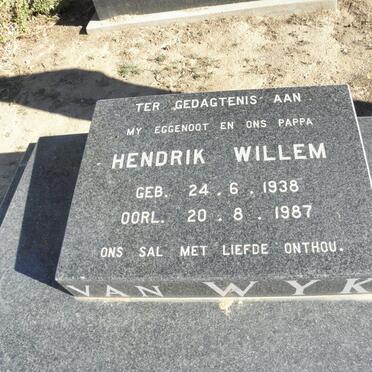 TER GEDAGTENIS AAN
MY EGGENOOT EN ONS PAPPA
HENDRIK WILLEM
GEB. 24.6.1938
OORL. 20.8.1987
ONS SAL MET LIEFDE ONTHOU.
VAN WYK